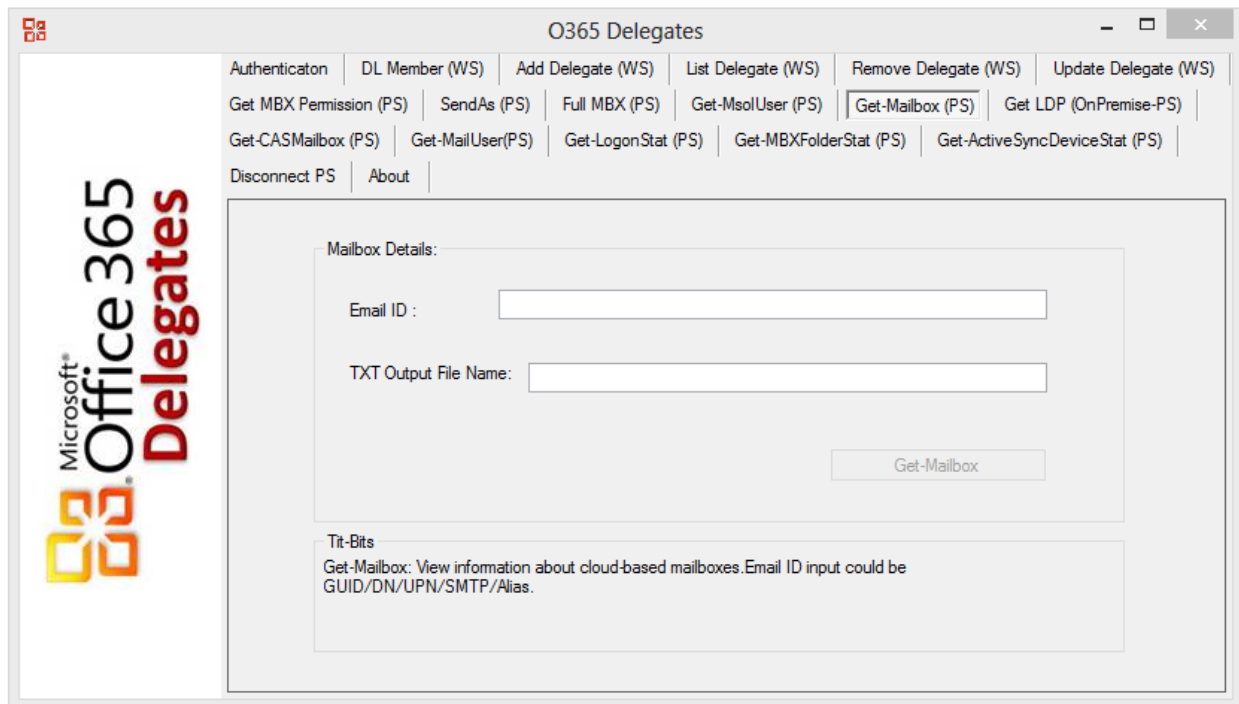 O365 Delegates
Authenticaton DL Member (WS) Add Delegate (WS) List Delegate (WS) Remove Delegate (WS) Update Delegate (WS)
Get MBX Permission (PS) SendAs (PS) Full MBX (PS) Get-MsolUser (PS) Get-Mailbox (PS) Get LDP (OnPremise-PS)
Get-CASMailbox (PS) Get-MailUser(PS) Get-LogonStat (PS) Get-MBXFolderStat (PS) Get-ActiveSyncDeviceStat (PS)
Disconnect PS About
Microsoft®
Office 365
Delegates
Mailbox Details:
Email ID :
TXT Output File Name:
Get-Mailbox
Tit-Bits
Get-Mailbox: View information about cloud-based mailboxes.Email ID input could be
GUID/DN/UPN/SMTP/Alias.